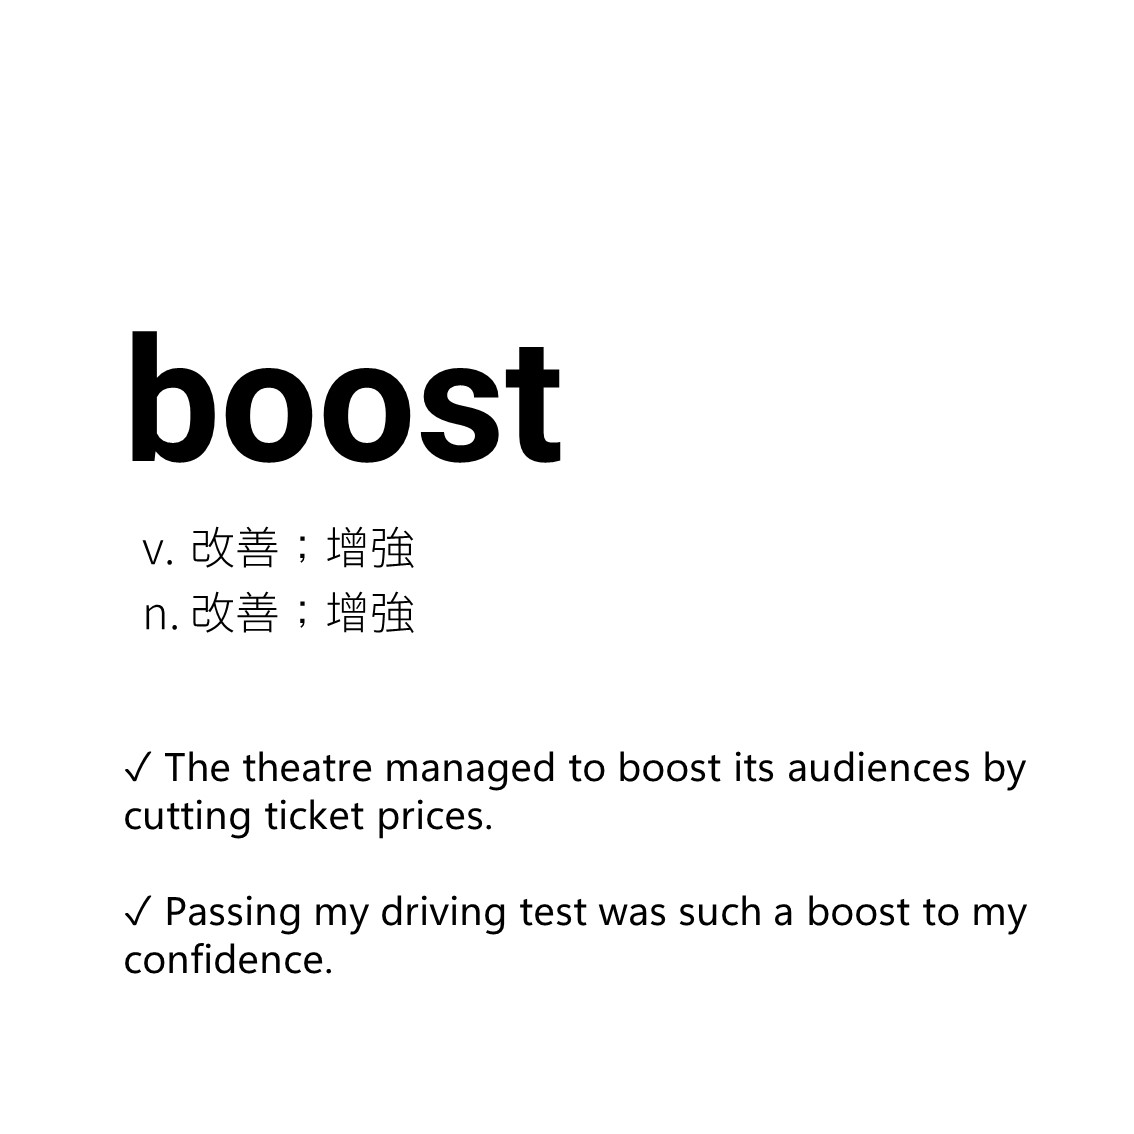 boost
v. 改善；增強
n. 改善；增強
✓ The theatre managed to boost its audiences by
cutting ticket prices.
✓ Passing my driving test was such a boost to my
confidence.